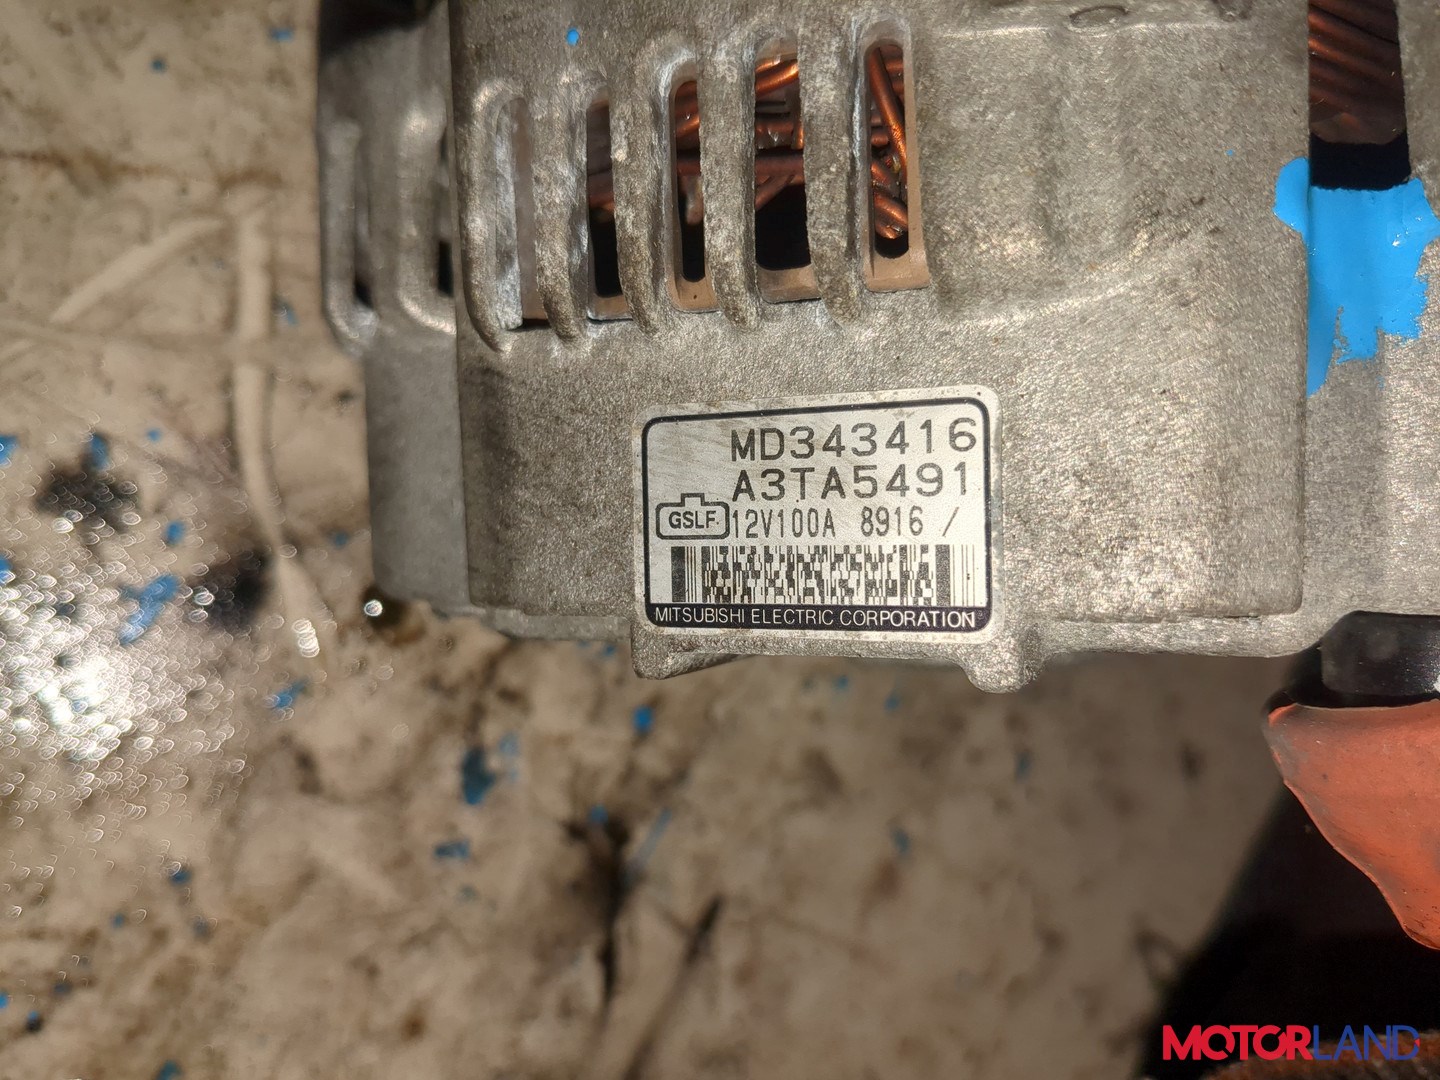 MD343416
A3TA5491
GSLF. 12V100A 8916 /
MITSUBISHI ELECTRIC CORPORATION
MOTORLAND